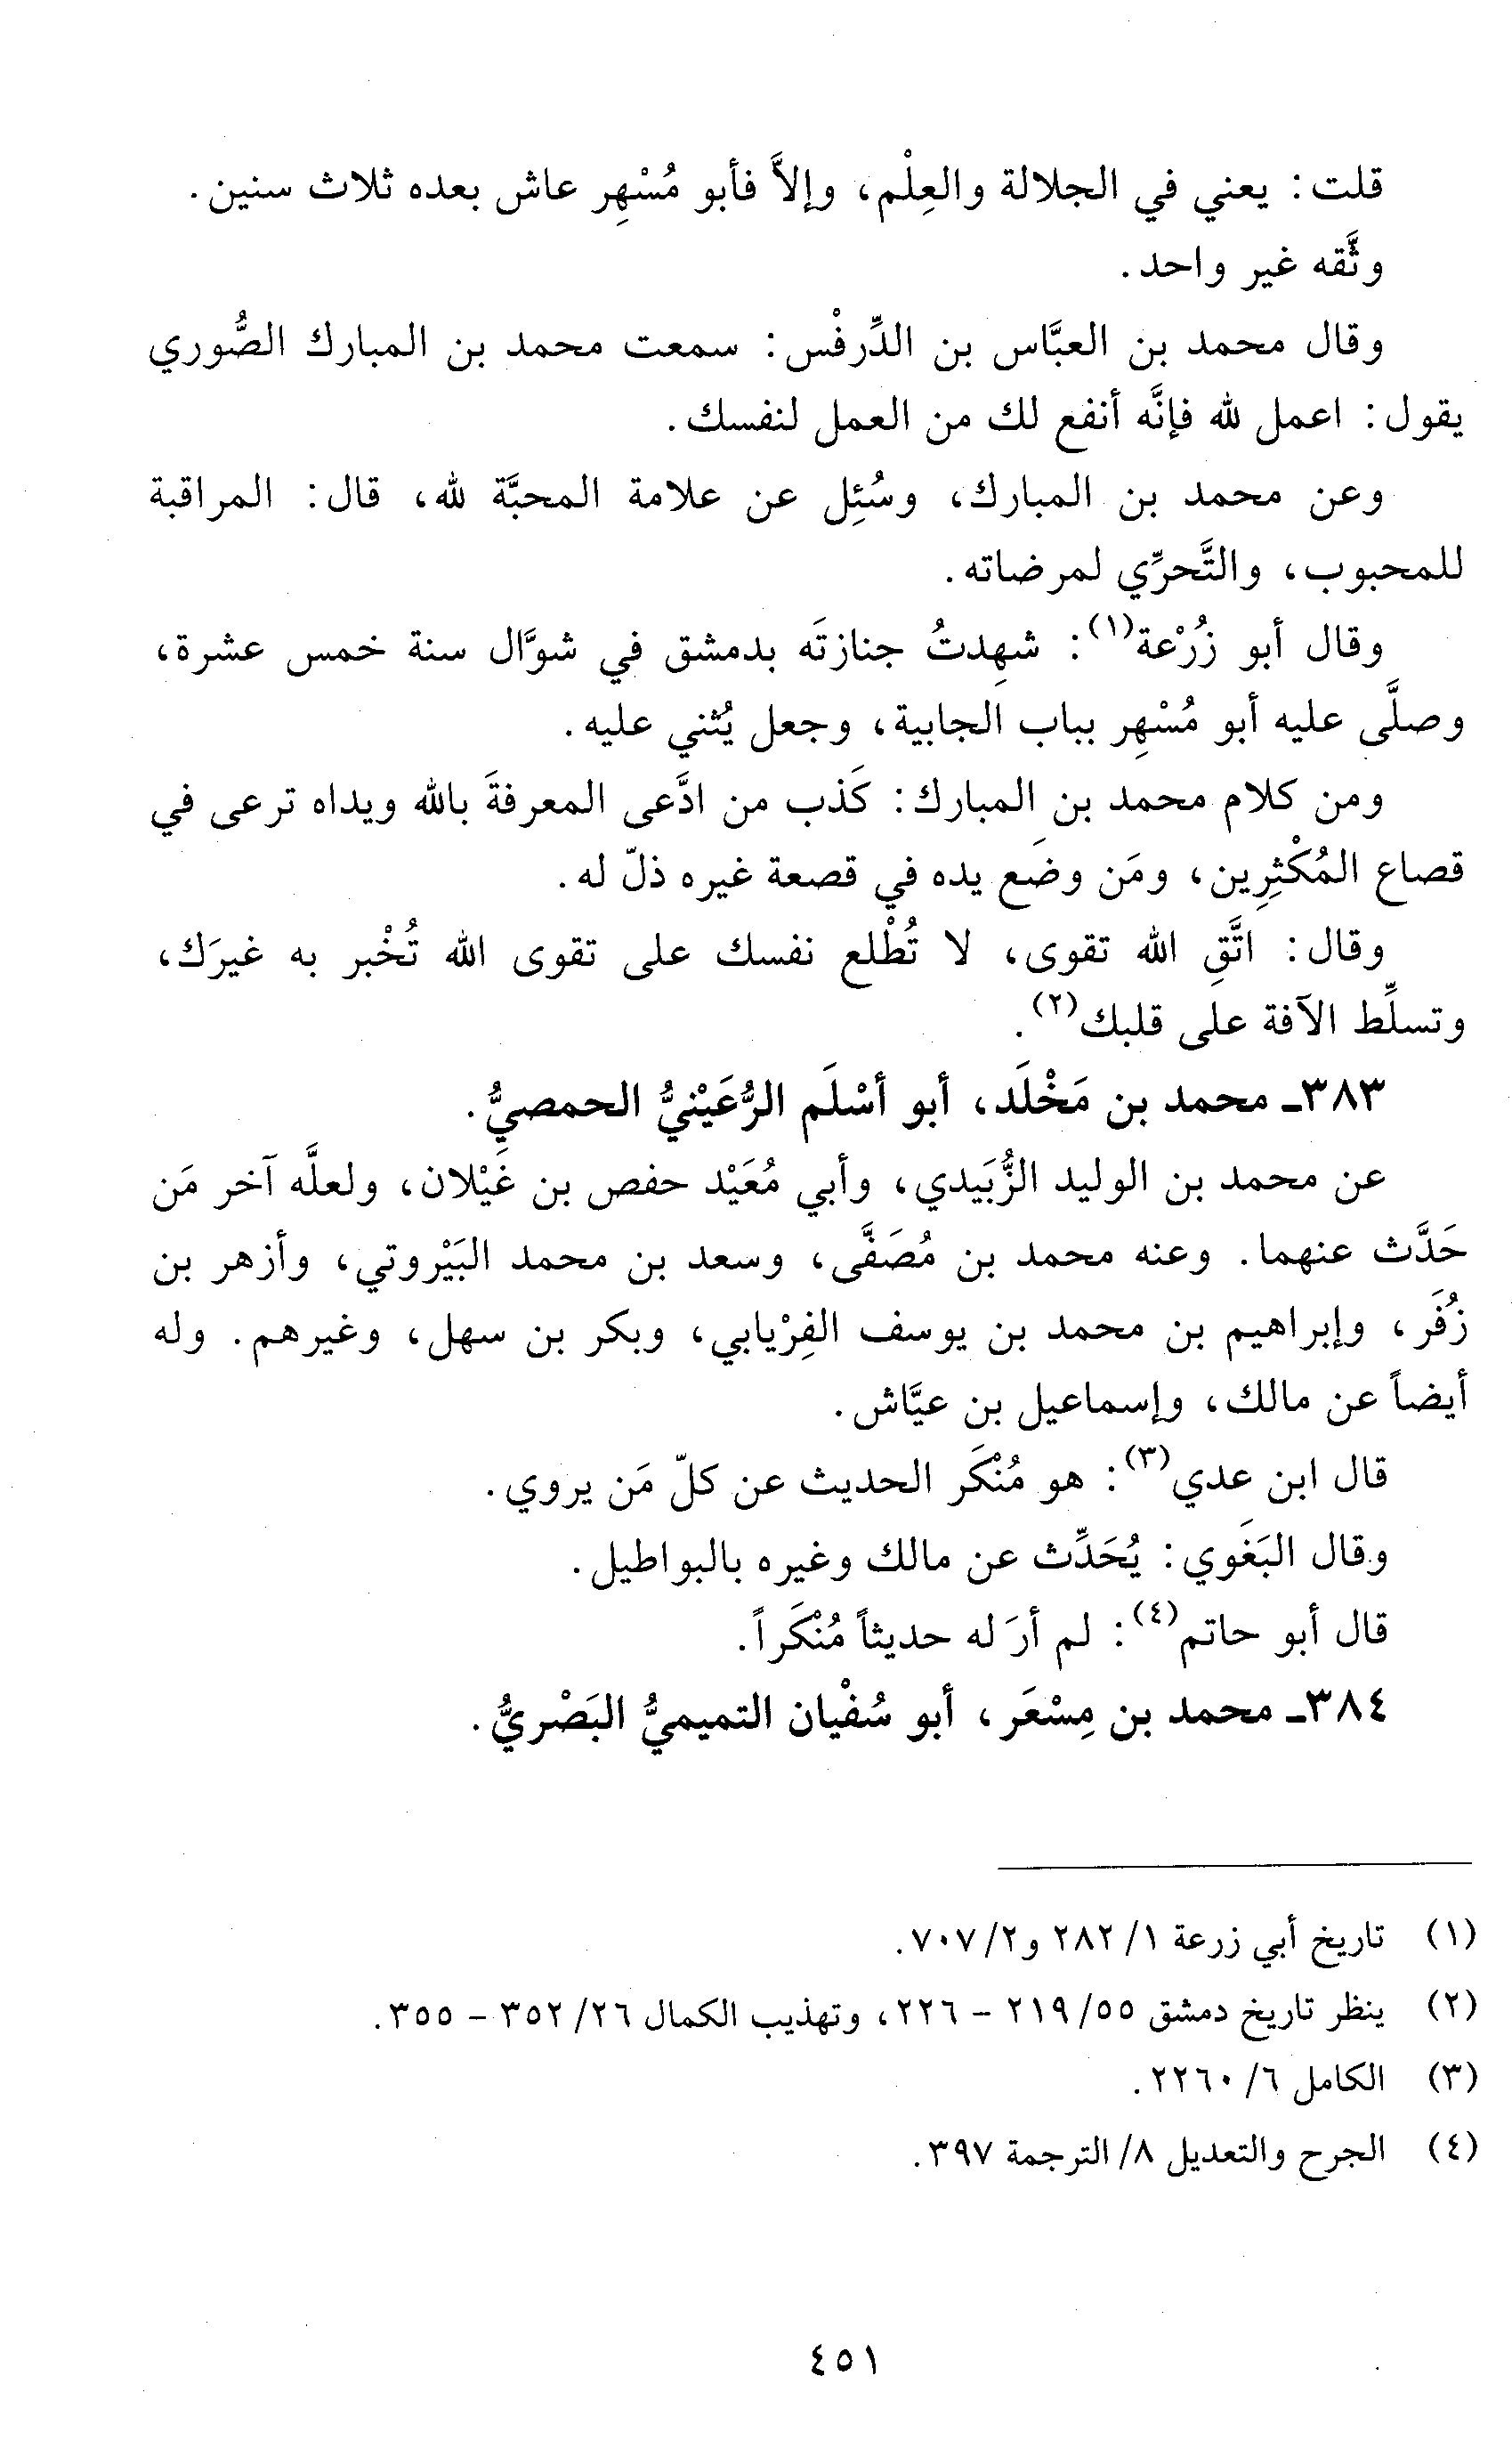 قلت: يعني في الجلالة والعِلْم، وإلاَّ فأبو مُسْهِر عاش بعده ثلاث سنين.
وثَّقه غير واحد.
وقال محمد بن العبَّاس بن الدِّرفْس: سمعت محمد بن المبارك الصُّوري
يقول: اعمل لله فإنَّه أنفع لك من العمل لنفسك.
وعن محمد بن المبارك، وسُئِل عن علامة المحبَّة لله، قال: المراقبة
للمحبوب، والتَّحرِّي لمرضاته.
وقال أبو زُرْعة(١): شهِدتُ جنازتَه بدمشق في شوَّال سنة خمس عشرة،
وصلَّى عليه أبو مُسْهِر بباب الجابية، وجعل يُثني عليه.
ومن كلام محمد بن المبارك: كَذب من ادَّعى المعرفةَ بالله ويداه ترعى في
قصاع المُكْثِرِين، ومَن وضَع يده في قصعة غيره ذلّ له.
وقال: اتَّقِ الله تقوى، لا تُطْلع نفسك على تقوى الله تُخْبر به غيرَك،
وتسلِّط الآفة على قلبك(٢).
٣٨٣ـ محمد بن مَخْلَد، أبو أسْلَم الرُّعَيْنيُّ الحمصيُّ.
عن محمد بن الوليد الزُّبَيدي، وأبي مُعَيْد حفص بن غَيْلان، ولعلَّه آخر مَن
حَدَّث عنهما. وعنه محمد بن مُصَفَّى، وسعد بن محمد البَيْروتي، وأزهر بن
زُفَر، وإبراهيم بن محمد بن يوسف الفِرْيابي، وبكر بن سهل، وغيرهم. وله
أيضاً عن مالك، وإسماعيل بن عيَّاش.
قال ابن عدي(٣): هو مُنْكَر الحديث عن كلّ مَن يروي.
وقال البَغَوي: يُحَدِّث عن مالك وغيره بالبواطيل.
قال أبو حاتم(٤): لم أرَ له حديثاً مُنْكَراً.
٣٨٤ـ محمد بن مِسْعَر، أبو سُفْيان التميميُّ البَصْريُّ.
(١) تاريخ أبي زرعة ١/ ٢٨٢ و٢/ ٧٠٧.
(٢) ينظر تاريخ دمشق ٥٥/ ٢١٩ - ٢٢٦، وتهذيب الكمال ٢٦/ ٣٥٢ - ٣٥٥.
(٣) الكامل ٦/ ٢٢٦٠.
(٤) الجرح والتعديل ٨/ الترجمة ٣٩٧.
٤٥١